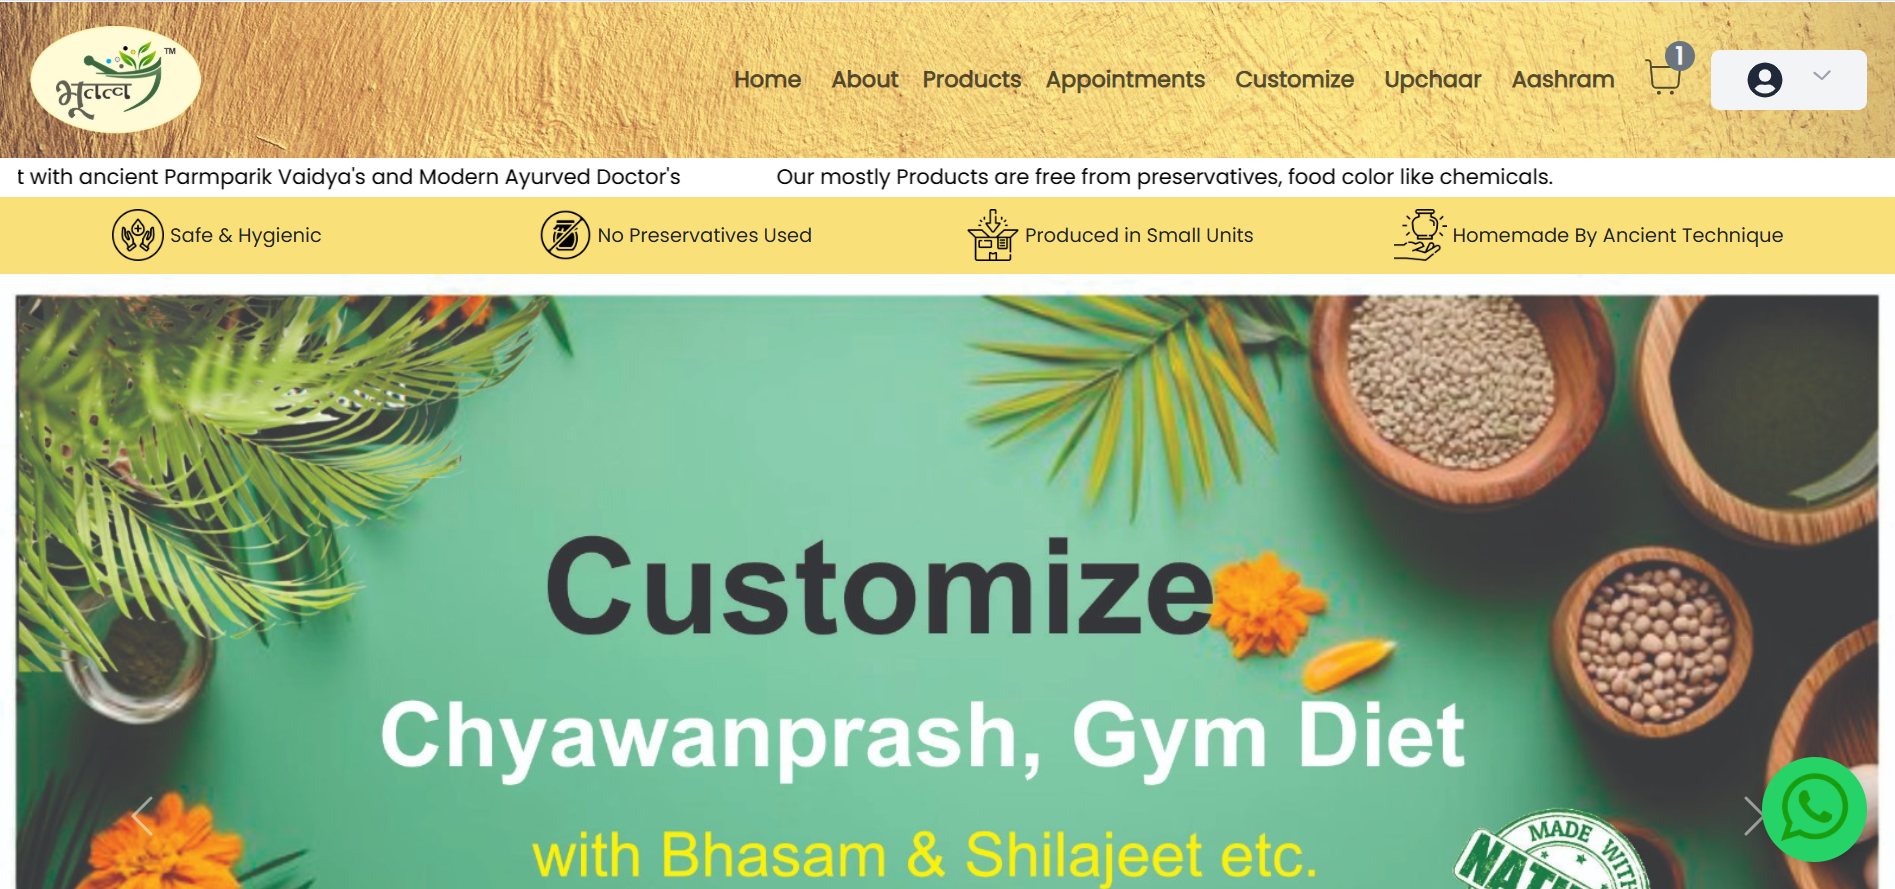 भूतत्व TM
Home About Products Appointments Customize Upchaar Aashram 1
t with ancient Parmparik Vaidya's and Modern Ayurved Doctor's Our mostly Products are free from preservatives, food color like chemicals.
Safe & Hygienic No Preservatives Used Produced in Small Units Homemade By Ancient Technique
Customize
Chyawanprash, Gym Diet
with Bhasam & Shilajeet etc.
MADE WITH